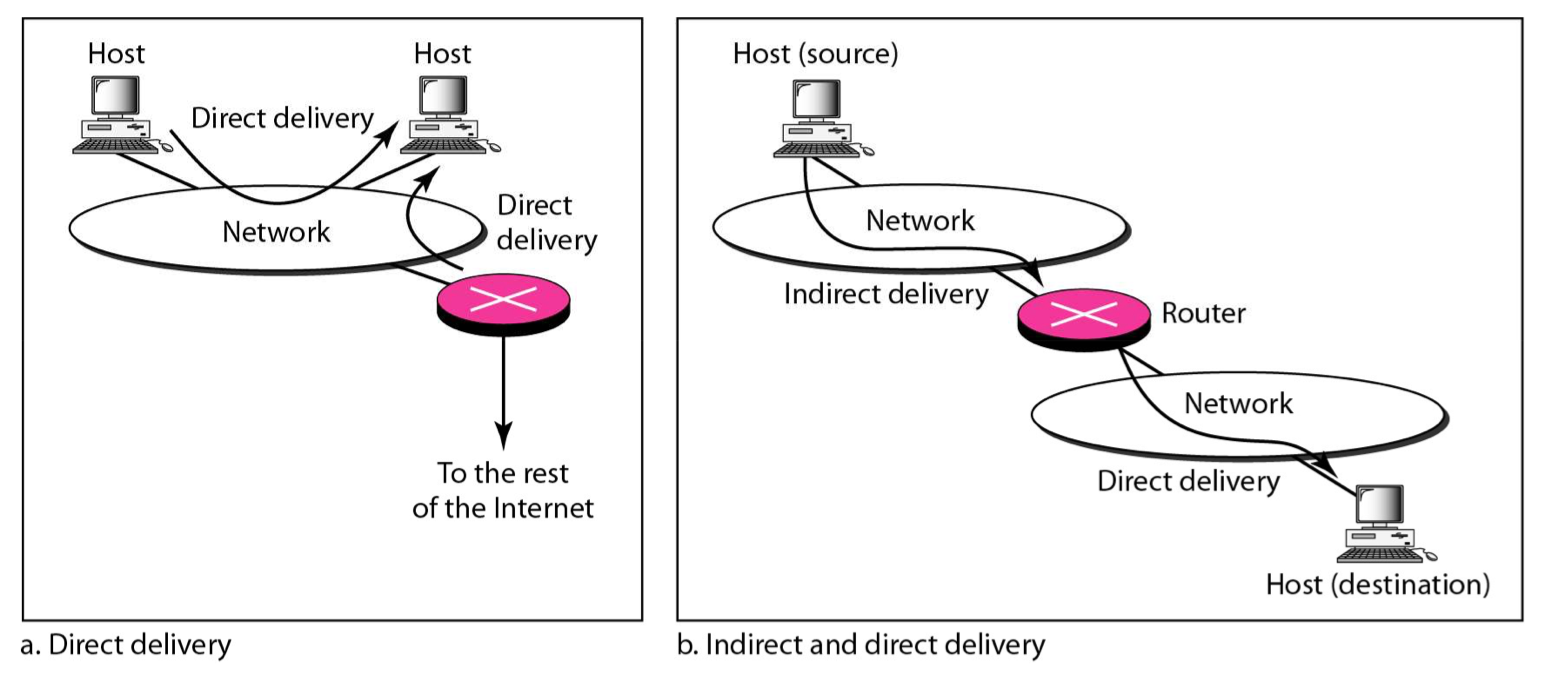 Host
Host
Direct delivery
Direct
delivery
Network
To the rest
of the Internet
a. Direct delivery
Host (source)
Network
Indirect delivery
Router
Network
Direct delivery
Host (destination)
b. Indirect and direct delivery